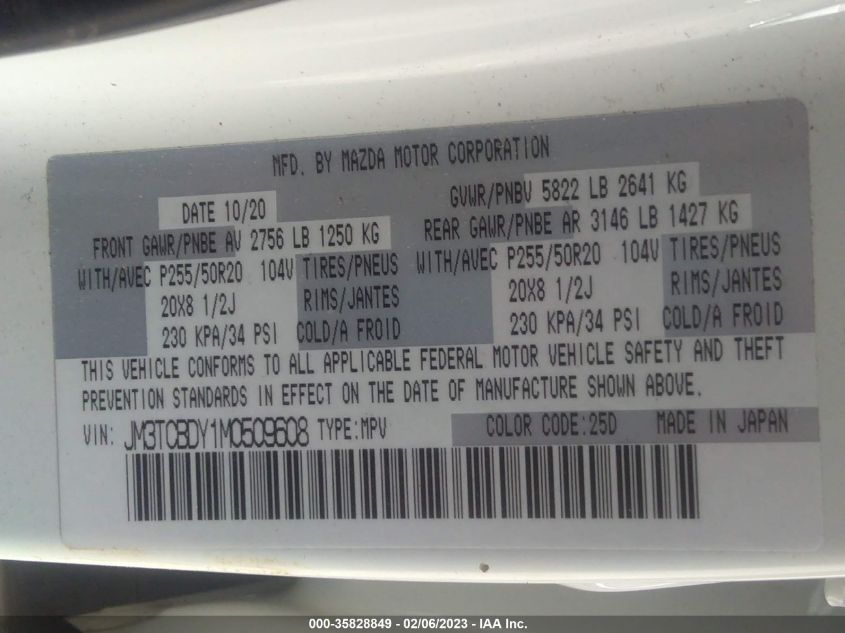 MFD. BY MAZDA MOTOR CORPORATION
DATE 10/20
GVWR/PNBV 5822 LB 2641 KG
FRONT GAWR/PNBE AV 2756 LB 1250 KG
REAR GAWR/PNBE AR 3146 LB 1427 KG
WITH/AVEC P255/50R20 104V TIRES/PNEUS
WITH/AVEC P255/50R20 104V TIRES/PNEUS
20X8 1/2J RIMS/JANTES
20X8 1/2J RIMS/JANTES
230 KPA/34 PSI COLD/A FROID
230 KPA/34 PSI COLD/A FROID
THIS VEHICLE CONFORMS TO ALL APPLICABLE FEDERAL MOTOR VEHICLE SAFETY AND THEFT
PREVENTION STANDARDS IN EFFECT ON THE DATE OF MANUFACTURE SHOWN ABOVE.
VIN: JM3TCBDY1M0509608 TYPE:MPV COLOR CODE:25D MADE IN JAPAN
000-35828849 - 02/06/2023 - © IAA Inc.